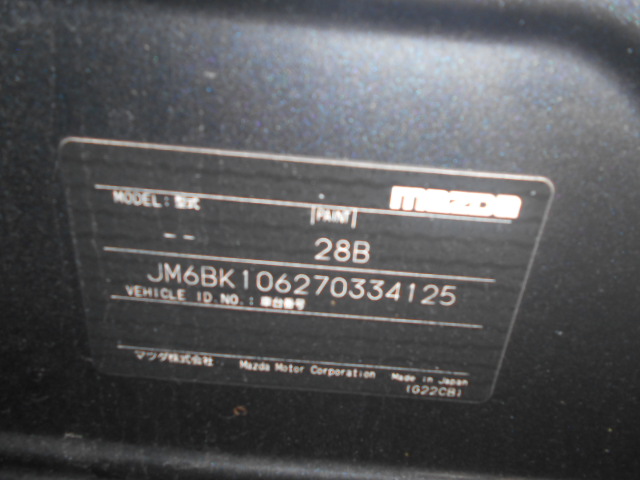 mazda
MODEL: 型式
PAINT
-- 28B
JM6BK106270334125
VEHICLE ID.NO.: 車台番号
マツダ株式会社 Mazda Motor Corporation Made in Japan
(G22CB)